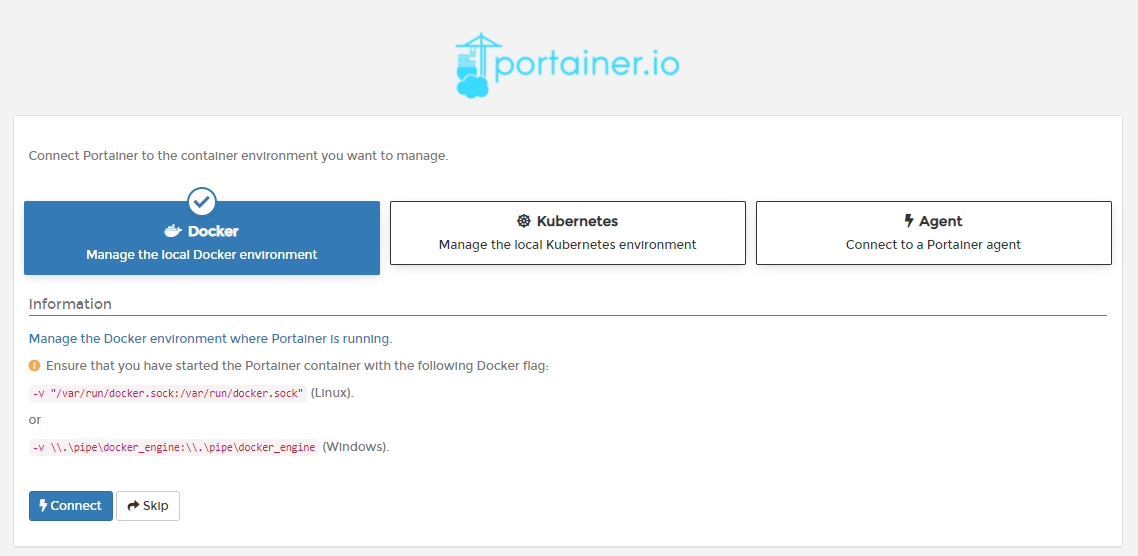 portainer.io
Connect Portainer to the container environment you want to manage.
Docker
Manage the local Docker environment
Kubernetes
Manage the local Kubernetes environment
Agent
Connect to a Portainer agent
Information
Manage the Docker environment where Portainer is running.
Ensure that you have started the Portainer container with the following Docker flag:
-v "/var/run/docker.sock:/var/run/docker.sock" (Linux).
or
-v \\.\pipe\docker_engine:\\.\pipe\docker_engine (Windows).
Connect
Skip